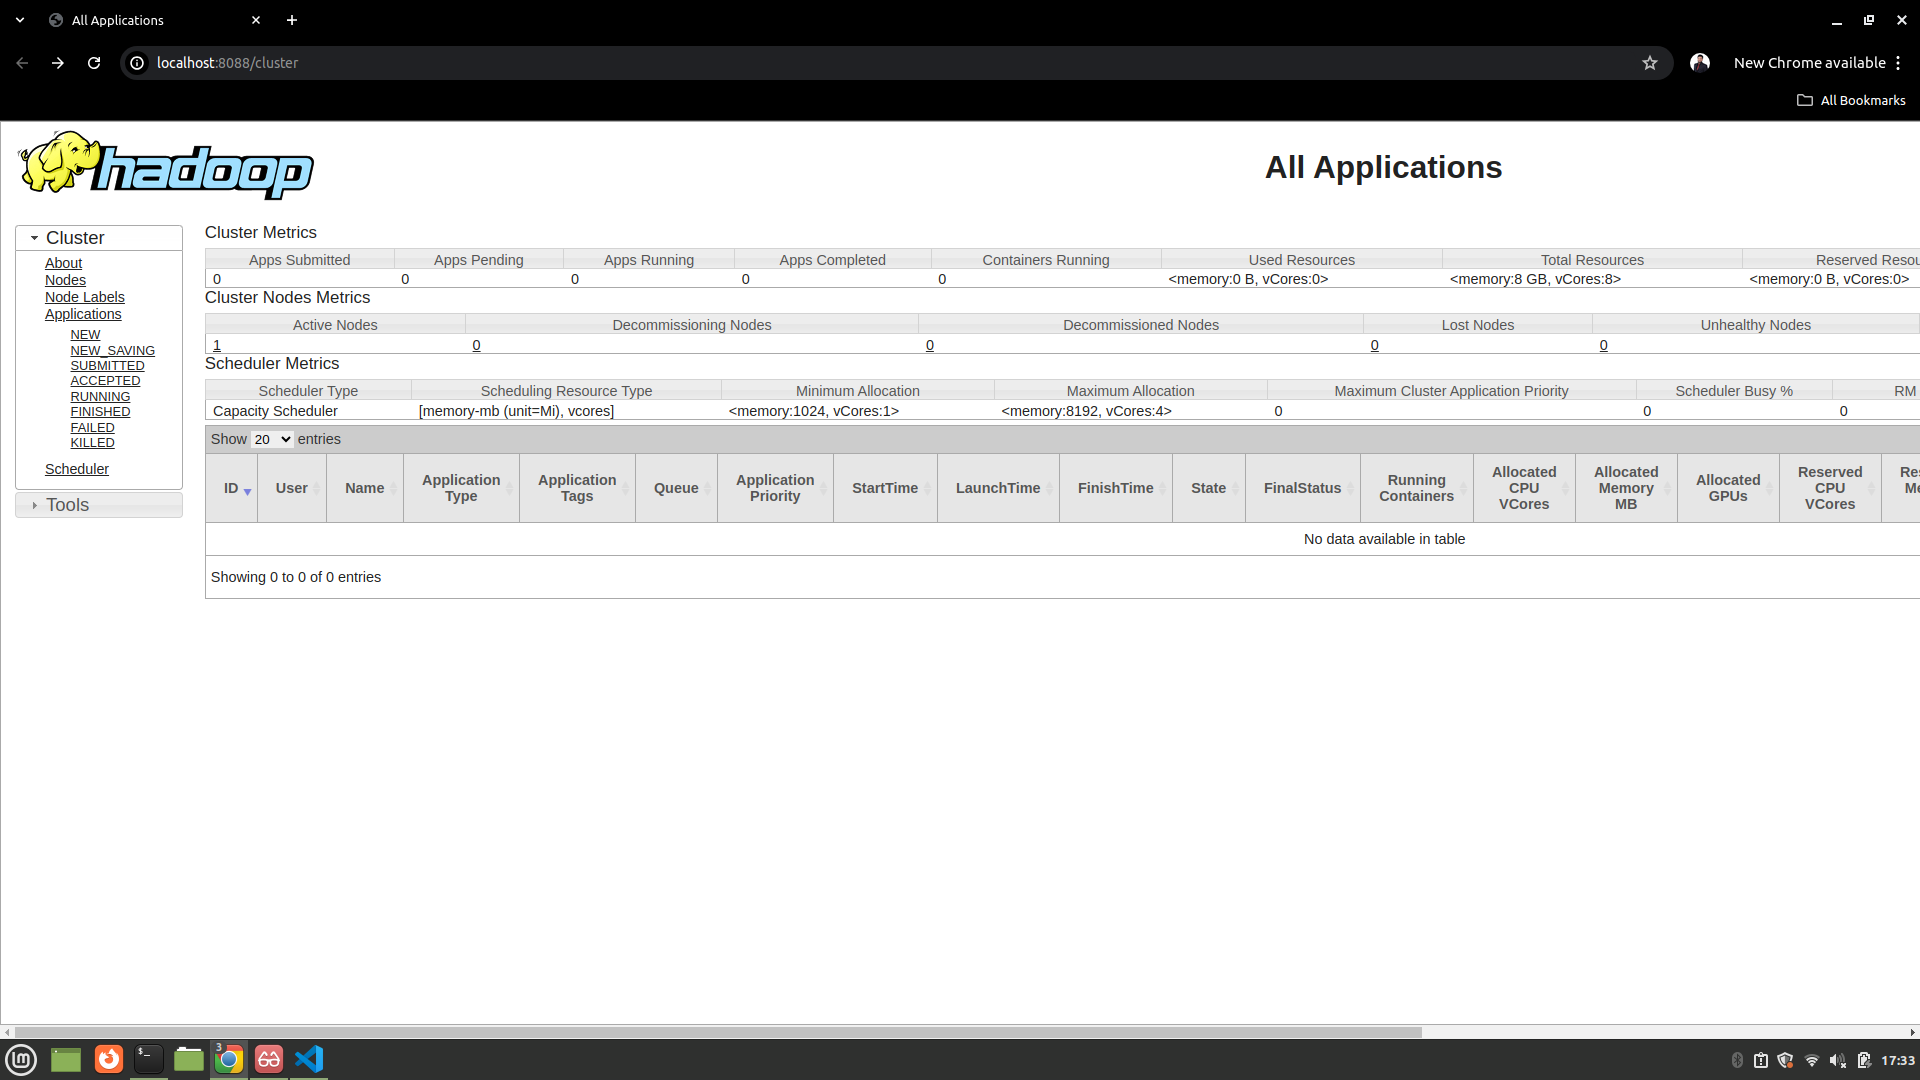 All Applications
localhost:8088/cluster
New Chrome available
All Bookmarks
hadoop
All Applications
Cluster
About
Nodes
Node Labels
Applications
NEW
NEW_SAVING
SUBMITTED
ACCEPTED
RUNNING
FINISHED
FAILED
KILLED
Scheduler
Tools
Cluster Metrics
Apps Submitted Apps Pending Apps Running Apps Completed Containers Running Used Resources Total Resources Reserved Resou
0 0 0 0 0 <memory:0 B, vCores:0> <memory:8 GB, vCores:8> <memory:0 B, vCores:0>
Cluster Nodes Metrics
Active Nodes Decommissioning Nodes Decommissioned Nodes Lost Nodes Unhealthy Nodes
1 0 0 0 0
Scheduler Metrics
Scheduler Type Scheduling Resource Type Minimum Allocation Maximum Allocation Maximum Cluster Application Priority Scheduler Busy % RM
Capacity Scheduler [memory-mb (unit=Mi), vcores] <memory:1024, vCores:1> <memory:8192, vCores:4> 0 0 0
Show 20 entries
ID User Name Application Type Application Tags Queue Application Priority StartTime LaunchTime FinishTime State FinalStatus Running Containers Allocated CPU VCores Allocated Memory MB Allocated GPUs Reserved CPU VCores Res Me
No data available in table
Showing 0 to 0 of 0 entries
3
17:33